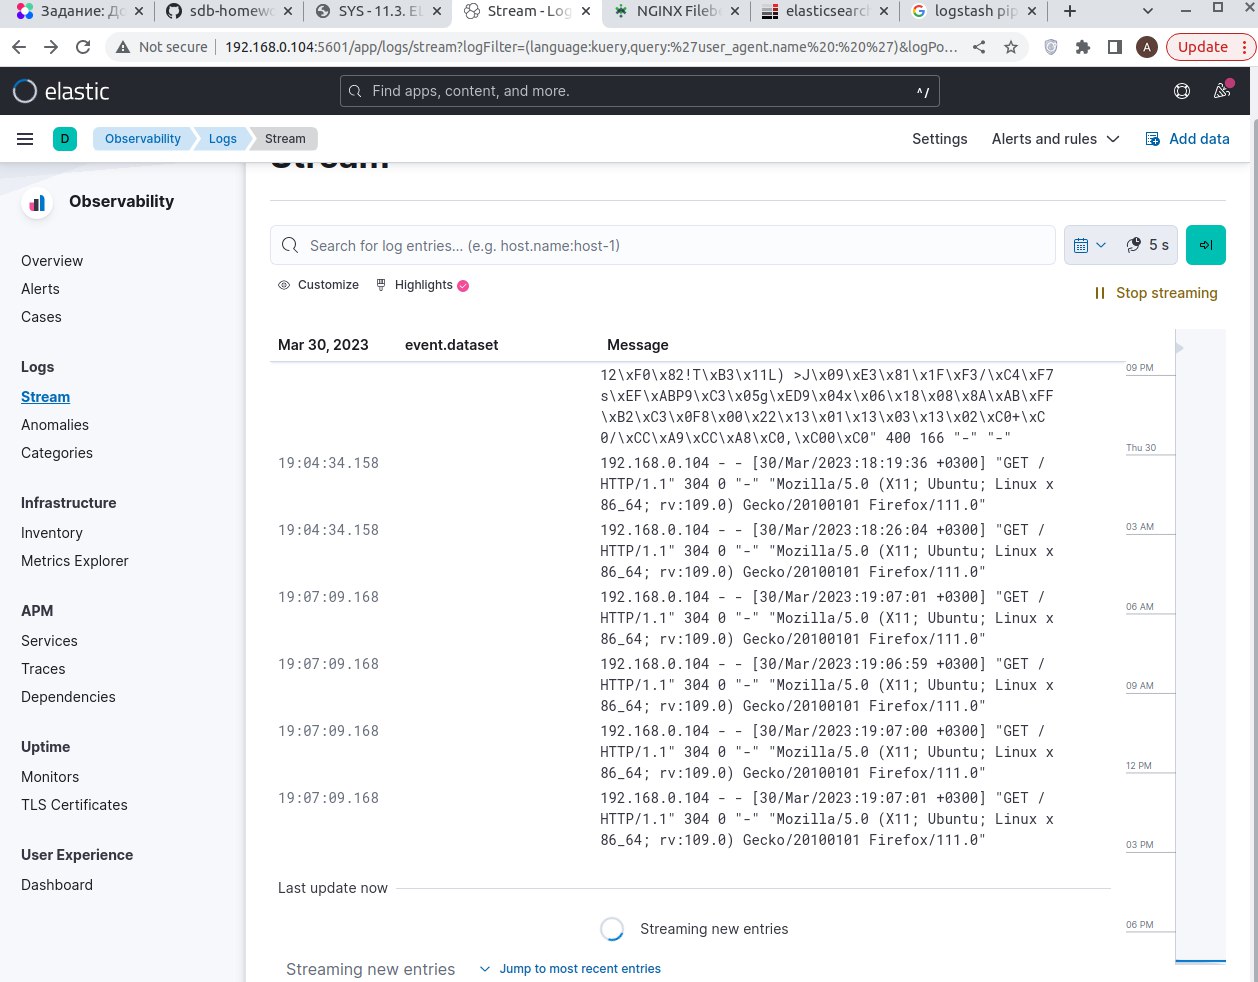 Задание: До
sdb-homewo
SYS - 11.3. EL
Stream - Log
NGINX Fileb
elasticsearch
logstash pip
Not secure
192.168.0.104:5601/app/logs/stream?logFilter=(language:kuery,query:%27user_agent.name%20:%20%27)&logPo...
A
Update
elastic
Find apps, content, and more.
^/
D
Observability
Logs
Stream
Settings
Alerts and rules
Add data
Stream
Observability
Overview
Alerts
Cases
Logs
Stream
Anomalies
Categories
Infrastructure
Inventory
Metrics Explorer
APM
Services
Traces
Dependencies
Uptime
Monitors
TLS Certificates
User Experience
Dashboard
Search for log entries... (e.g. host.name:host-1)
5 s
Customize
Highlights
Stop streaming
Mar 30, 2023
event.dataset
Message
12\xF0\x82!T\xB3\x11L) >J\x09\xE3\x81\x1F\xF3/\xC4\xF7
s\xEF\xABP9\xC3\x05g\xED9\x04x\x06\x18\x08\x8A\xAB\xFF
\xB2\xC3\x0F8\x00\x22\x13\x01\x13\x03\x13\x02\xC0+\xC
0/\xCC\xA9\xCC\xA8\xC0,\xC00\xC0" 400 166 "-" "-"
19:04:34.158
192.168.0.104 - - [30/Mar/2023:18:19:36 +0300] "GET /
HTTP/1.1" 304 0 "-" "Mozilla/5.0 (X11; Ubuntu; Linux x
86_64; rv:109.0) Gecko/20100101 Firefox/111.0"
19:04:34.158
192.168.0.104 - - [30/Mar/2023:18:26:04 +0300] "GET /
HTTP/1.1" 304 0 "-" "Mozilla/5.0 (X11; Ubuntu; Linux x
86_64; rv:109.0) Gecko/20100101 Firefox/111.0"
19:07:09.168
192.168.0.104 - - [30/Mar/2023:19:07:01 +0300] "GET /
HTTP/1.1" 304 0 "-" "Mozilla/5.0 (X11; Ubuntu; Linux x
86_64; rv:109.0) Gecko/20100101 Firefox/111.0"
19:07:09.168
192.168.0.104 - - [30/Mar/2023:19:06:59 +0300] "GET /
HTTP/1.1" 304 0 "-" "Mozilla/5.0 (X11; Ubuntu; Linux x
86_64; rv:109.0) Gecko/20100101 Firefox/111.0"
19:07:09.168
192.168.0.104 - - [30/Mar/2023:19:07:00 +0300] "GET /
HTTP/1.1" 304 0 "-" "Mozilla/5.0 (X11; Ubuntu; Linux x
86_64; rv:109.0) Gecko/20100101 Firefox/111.0"
19:07:09.168
192.168.0.104 - - [30/Mar/2023:19:07:01 +0300] "GET /
HTTP/1.1" 304 0 "-" "Mozilla/5.0 (X11; Ubuntu; Linux x
86_64; rv:109.0) Gecko/20100101 Firefox/111.0"
Last update now
Streaming new entries
Streaming new entries
Jump to most recent entries
09 PM
Thu 30
03 AM
06 AM
09 AM
12 PM
03 PM
06 PM